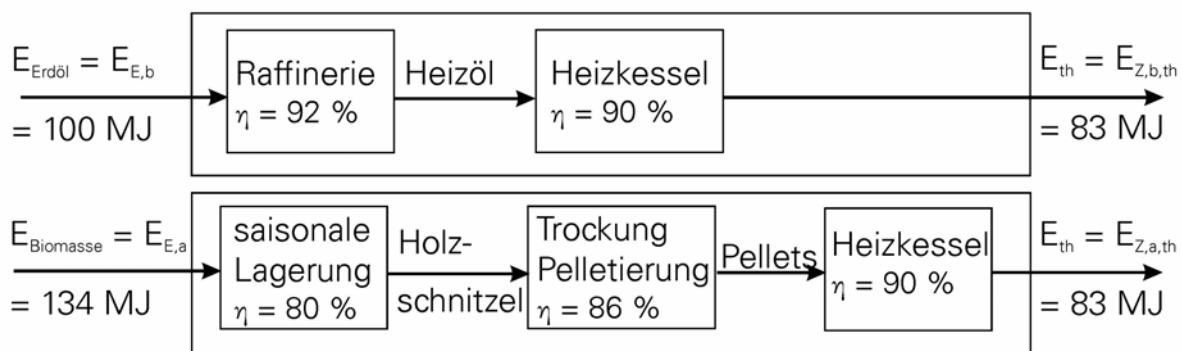 E_Erdöl = E_E,b
= 100 MJ
Raffinerie
η = 92 %
Heizöl
Heizkessel
η = 90 %
E_th = E_Z,b,th
= 83 MJ
E_Biomasse = E_E,a
= 134 MJ
saisonale
Lagerung
η = 80 %
Holz-
schnitzel
Trockung
Pelletierung
η = 86 %
Pellets
Heizkessel
η = 90 %
E_th = E_Z,a,th
= 83 MJ